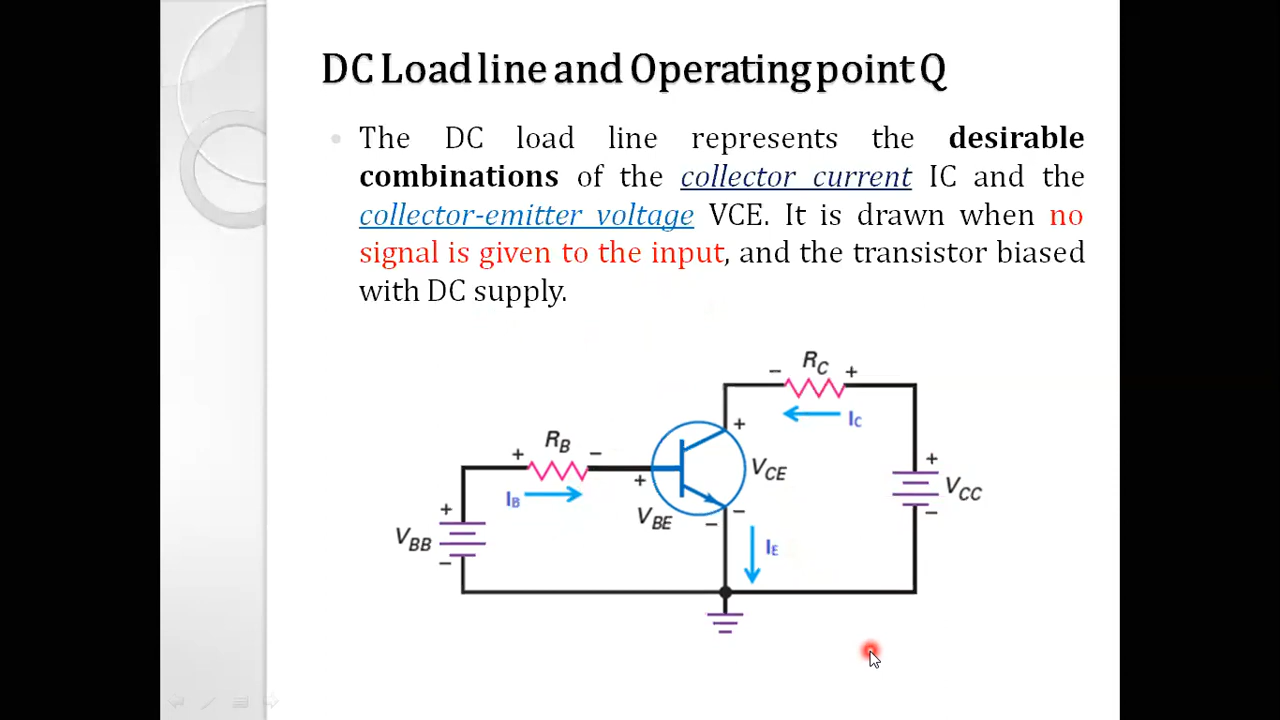 DC Load line and Operating point Q
The DC load line represents the desirable
combinations of the collector current IC and the
collector-emitter voltage VCE. It is drawn when no
signal is given to the input, and the transistor biased
with DC supply.
RC
- +
IC
+
RB
+ -
+
VCE
+
VCC
IB
+
VBE
-
-
-
VBB
-
IE